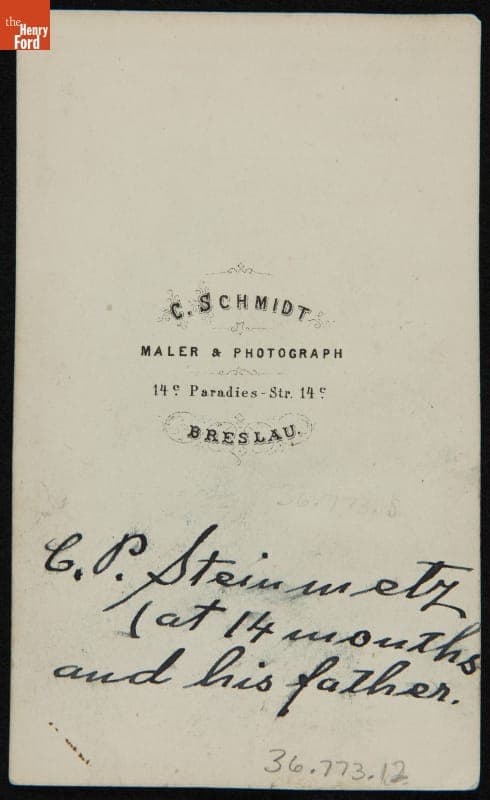 the
Henry
Ford
C. SCHMIDT
MALER & PHOTOGRAPH
14c Paradies-Str. 14c
BRESLAU.
36.773.8
C. P. Steinmetz
(at 14 months
and his father.
36.773.12